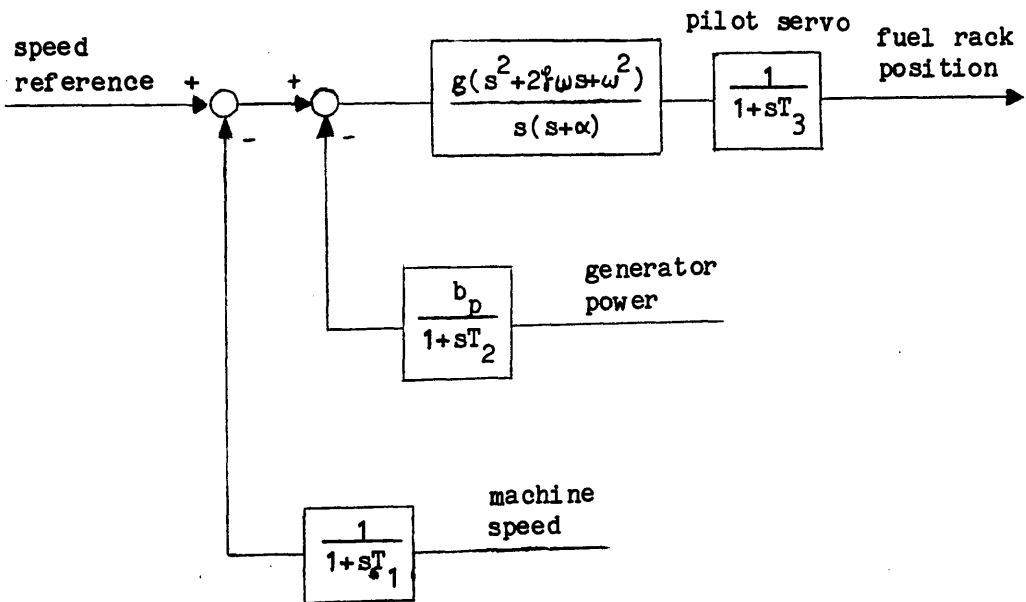 pilot servo
speed
reference
fuel rack
position
+
+
-
-
g(s²+2ζωs+ω²)
s(s+α)
1
1+sT₃
generator
power
b_p
1+sT₂
machine
speed
1
1+sT₁